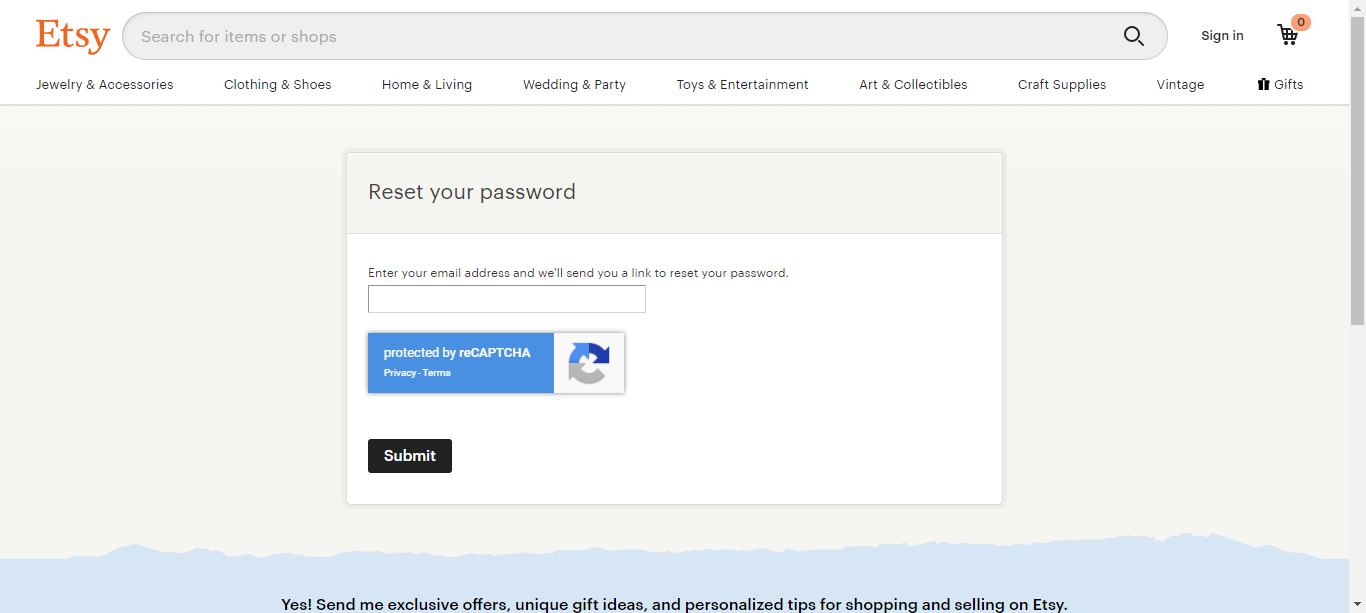 Etsy
Search for items or shops
Sign in
0
Jewelry & Accessories
Clothing & Shoes
Home & Living
Wedding & Party
Toys & Entertainment
Art & Collectibles
Craft Supplies
Vintage
Gifts
Reset your password
Enter your email address and we'll send you a link to reset your password.
protected by reCAPTCHA
Privacy - Terms
Submit
Yes! Send me exclusive offers, unique gift ideas, and personalized tips for shopping and selling on Etsy.